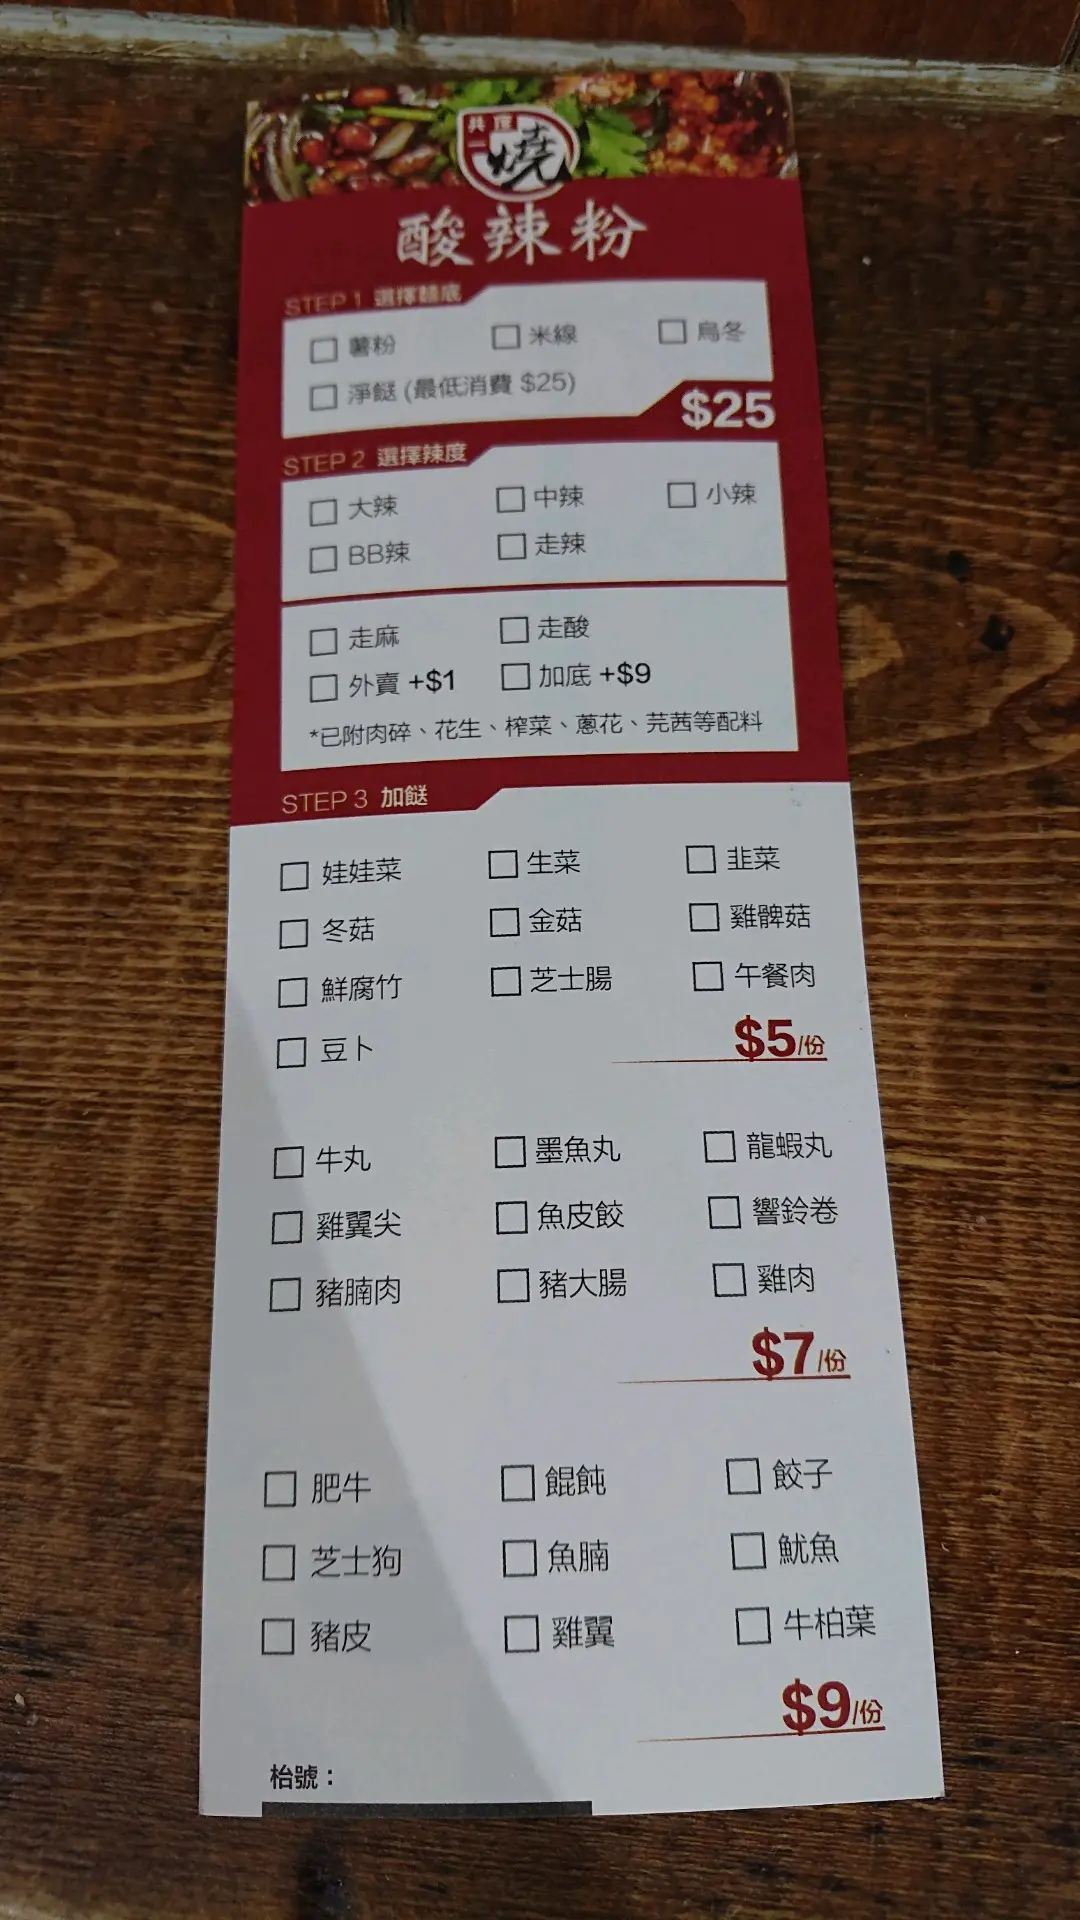 共
一
燒
酸辣粉
STEP 1 選擇麵底
薯粉 米線 烏冬
淨餸 (最低消費 $25)
$25
STEP 2 選擇辣度
大辣 中辣 小辣
BB辣 走辣
走麻 走酸
外賣 +$1 加底 +$9
*已附肉碎、花生、榨菜、蔥花、芫茜等配料
STEP 3 加餸
娃娃菜 生菜 韭菜
冬菇 金菇 雞髀菇
鮮腐竹 芝士腸 午餐肉
豆卜
$5/份
牛丸 墨魚丸 龍蝦丸
雞翼尖 魚皮餃 響鈴卷
豬腩肉 豬大腸 雞肉
$7/份
肥牛 餛飩 餃子
芝士狗 魚腩 魷魚
豬皮 雞翼 牛柏葉
$9/份
枱號：